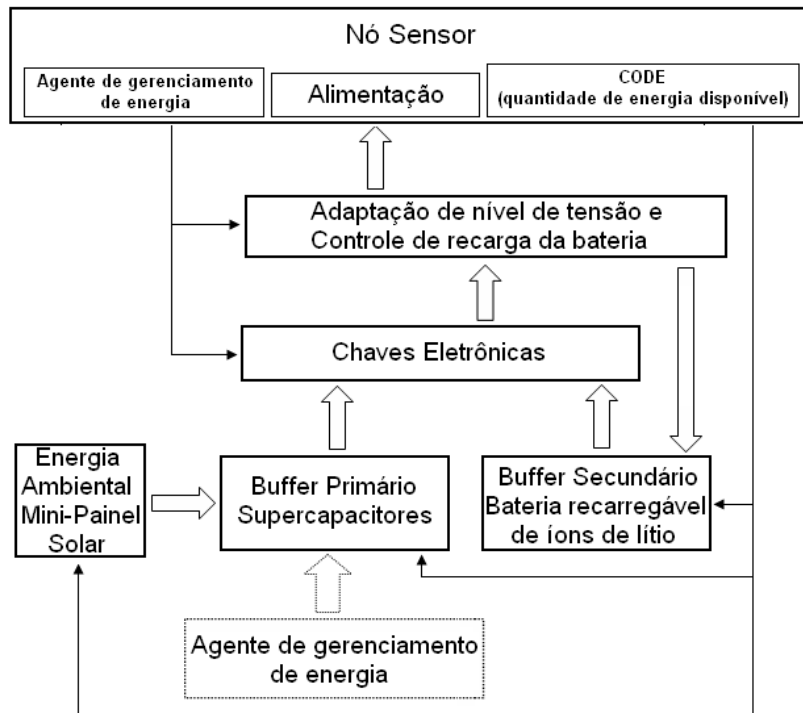 Nó Sensor
Agente de gerenciamento
de energia
Alimentação
CODE
(quantidade de energia disponível)
Adaptação de nível de tensão e
Controle de recarga da bateria
Chaves Eletrônicas
Energia
Ambiental
Mini-Painel
Solar
Buffer Primário
Supercapacitores
Buffer Secundário
Bateria recarregável
de íons de lítio
Agente de gerenciamento
de energia